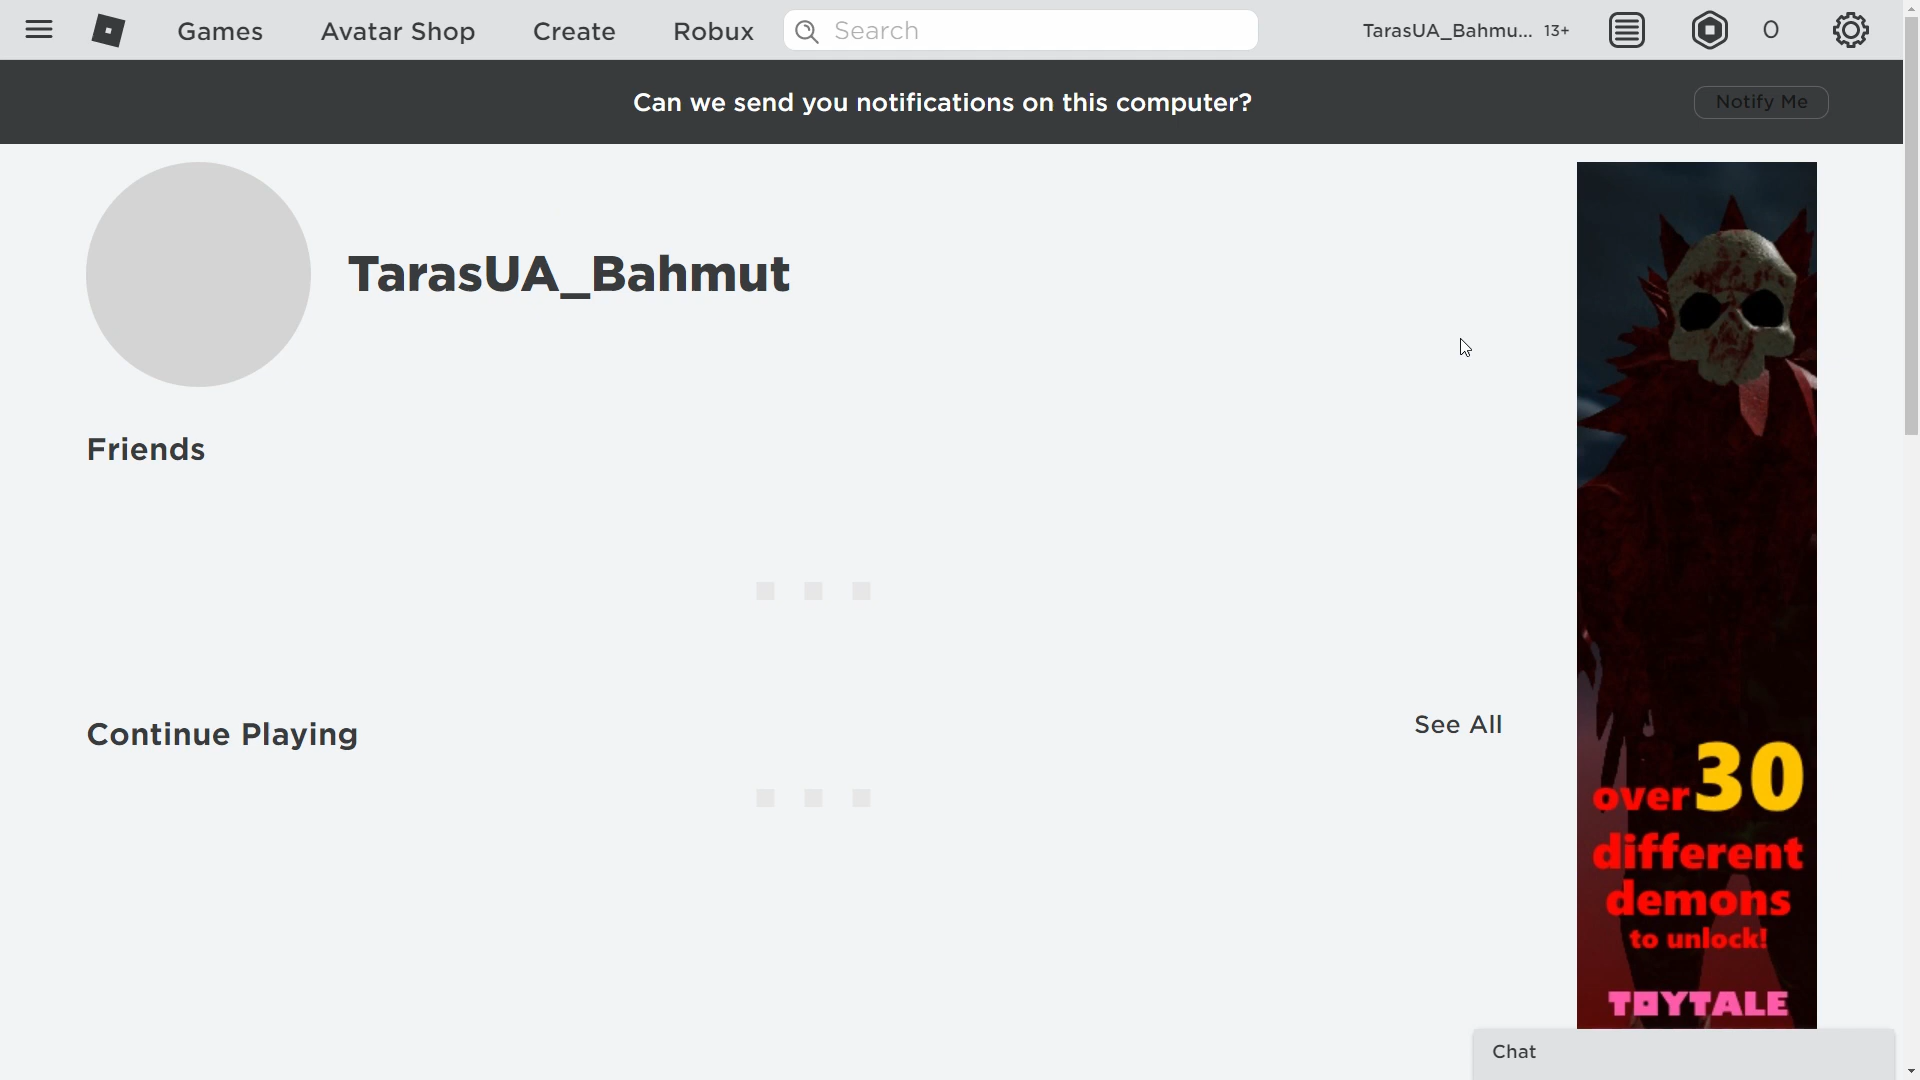 Games
Avatar Shop
Create
Robux
Search
TarasUA_Bahmu... 13+
0
Can we send you notifications on this computer?
Notify Me
TarasUA_Bahmut
Friends
Continue Playing
See All
over 30
different
demons
to unlock!
TOYTALE
Chat